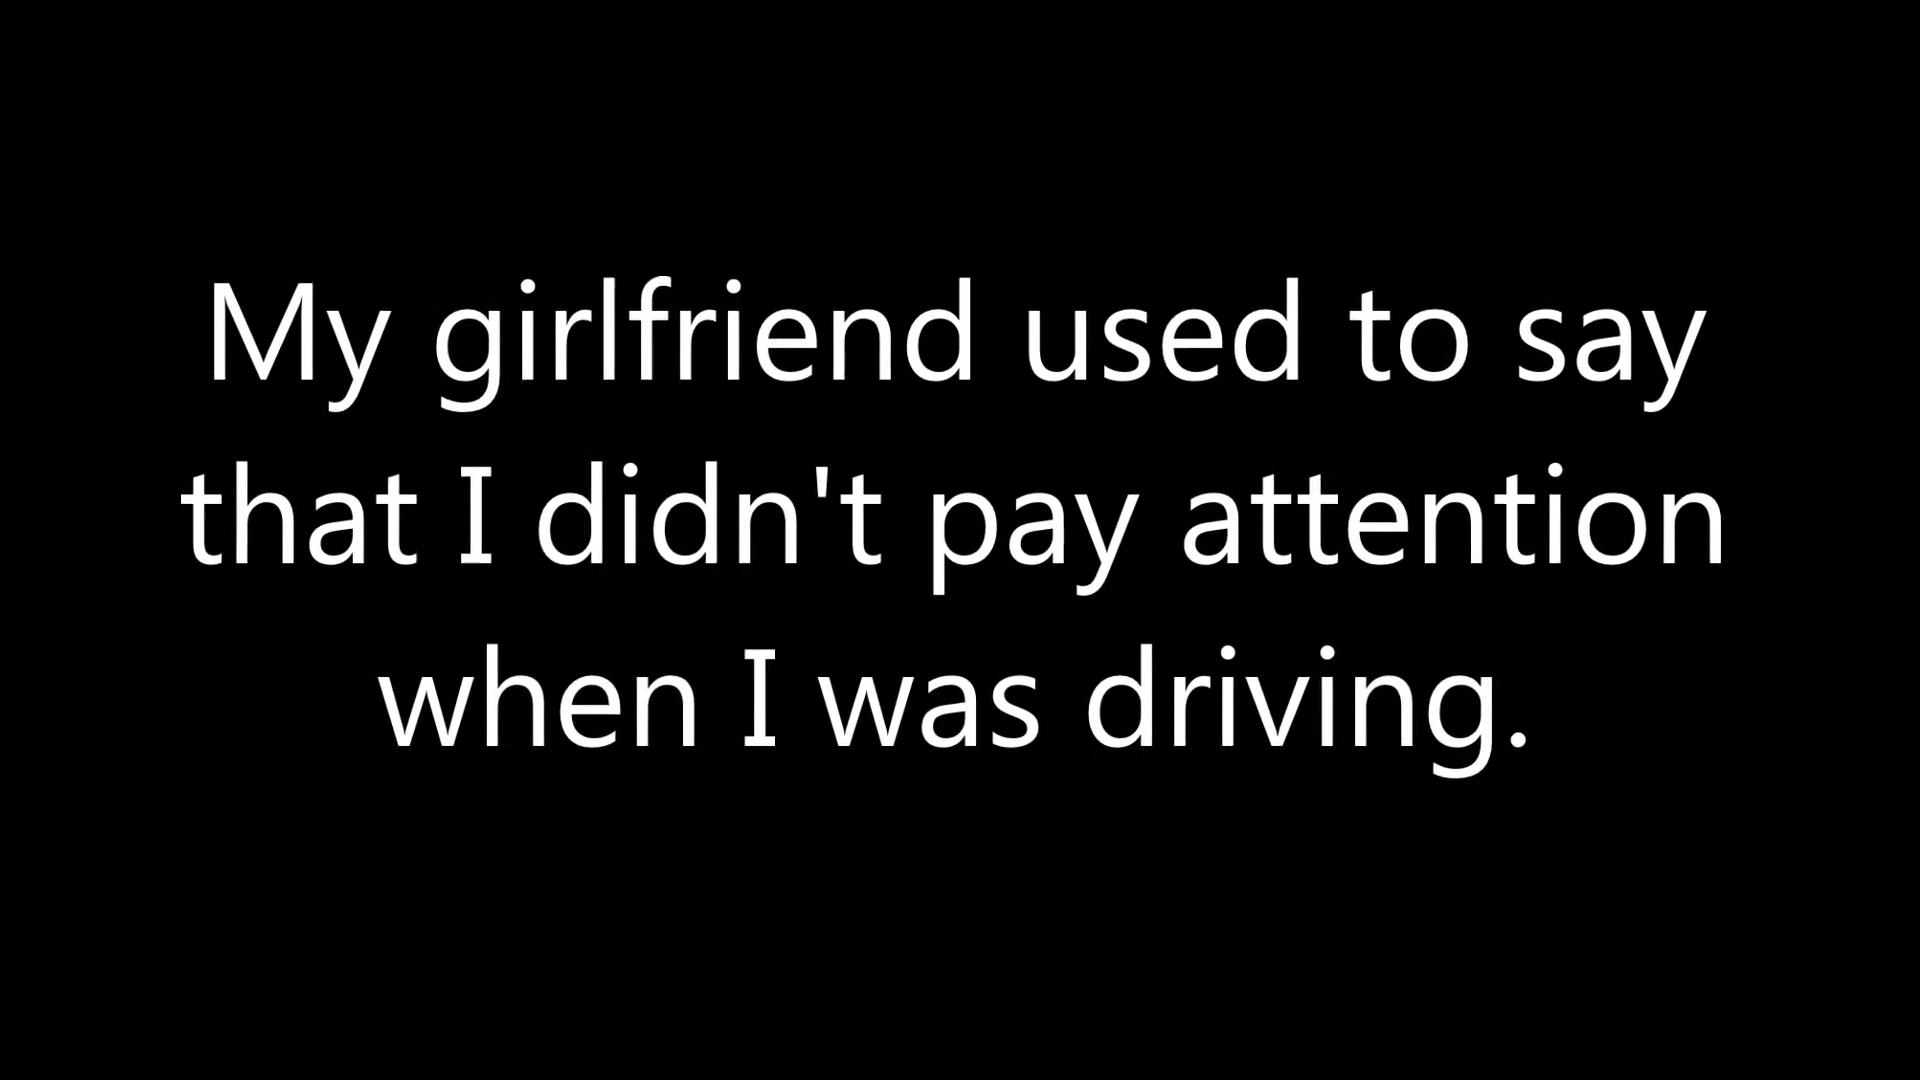 My girlfriend used to say
that I didn't pay attention
when I was driving.